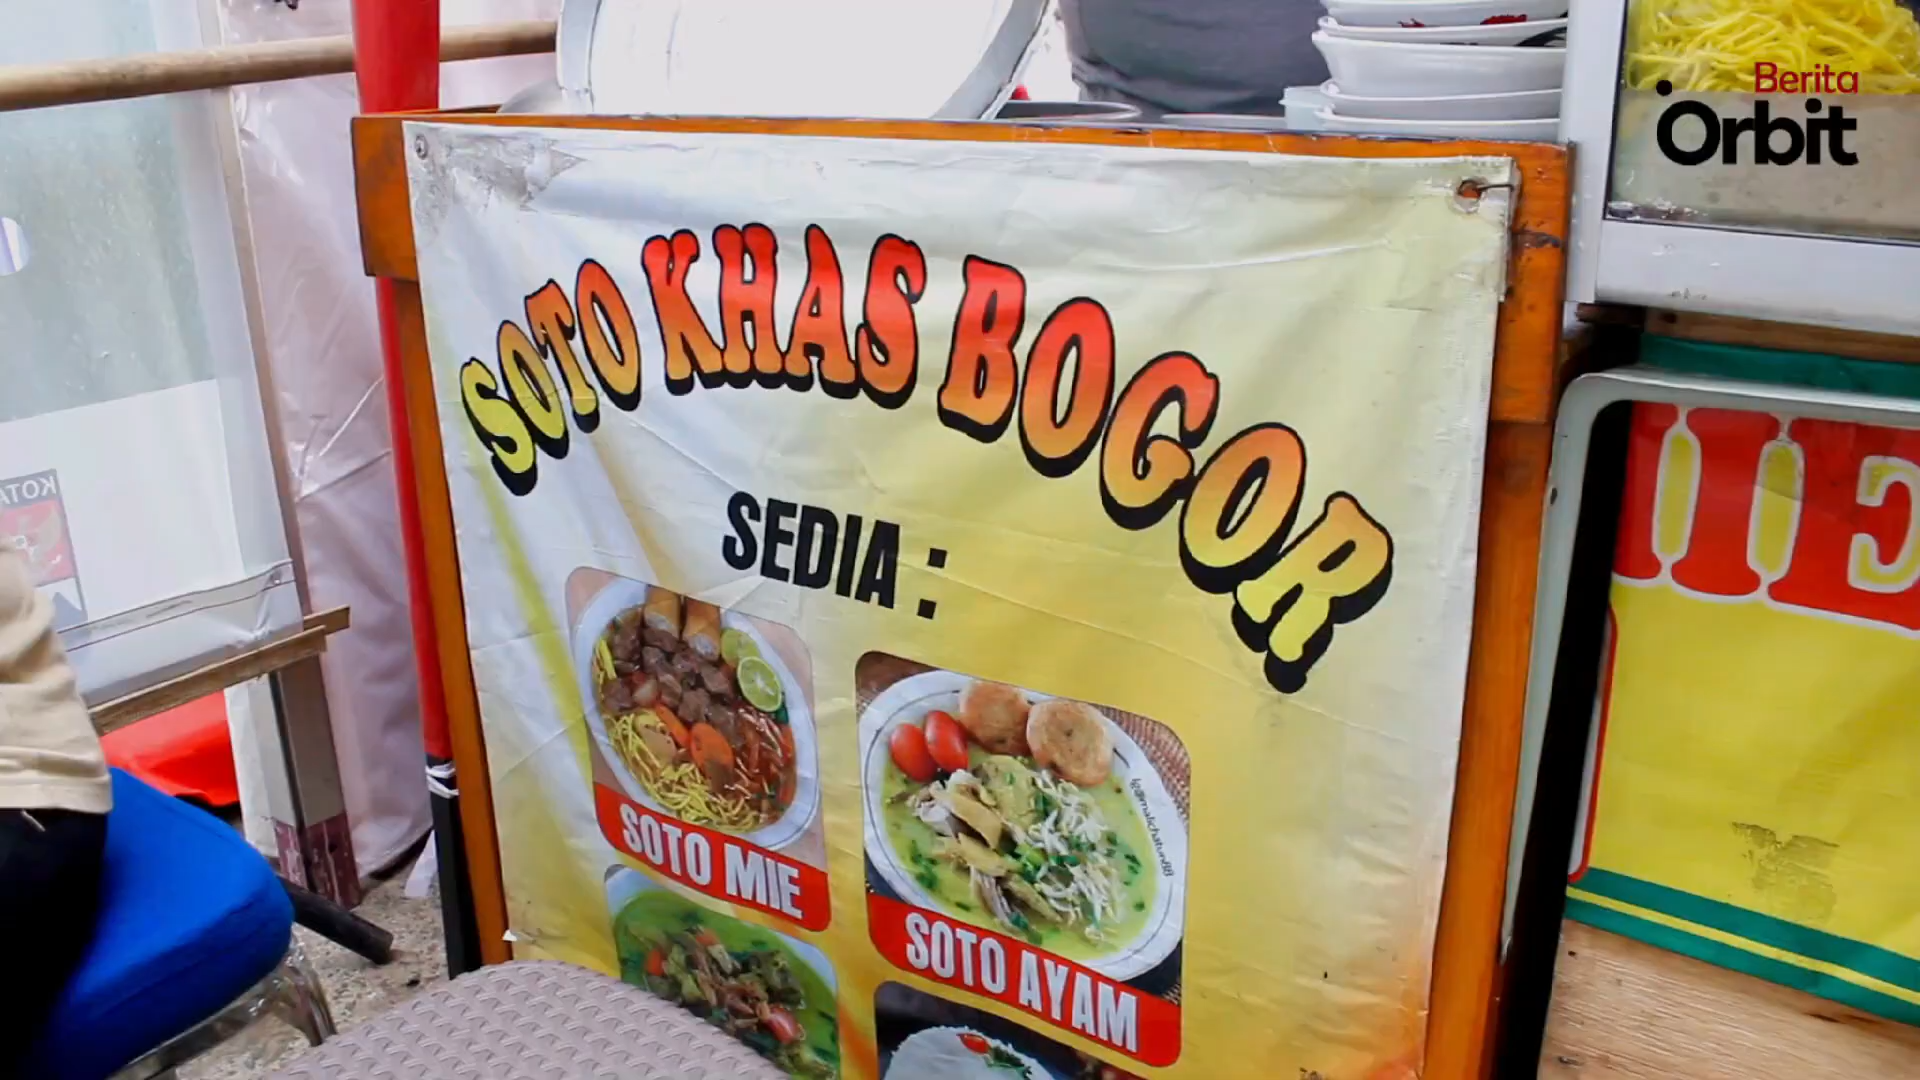 Berita
Orbit
SOTO KHAS BOGOR
SEDIA :
SOTO MIE
SOTO AYAM